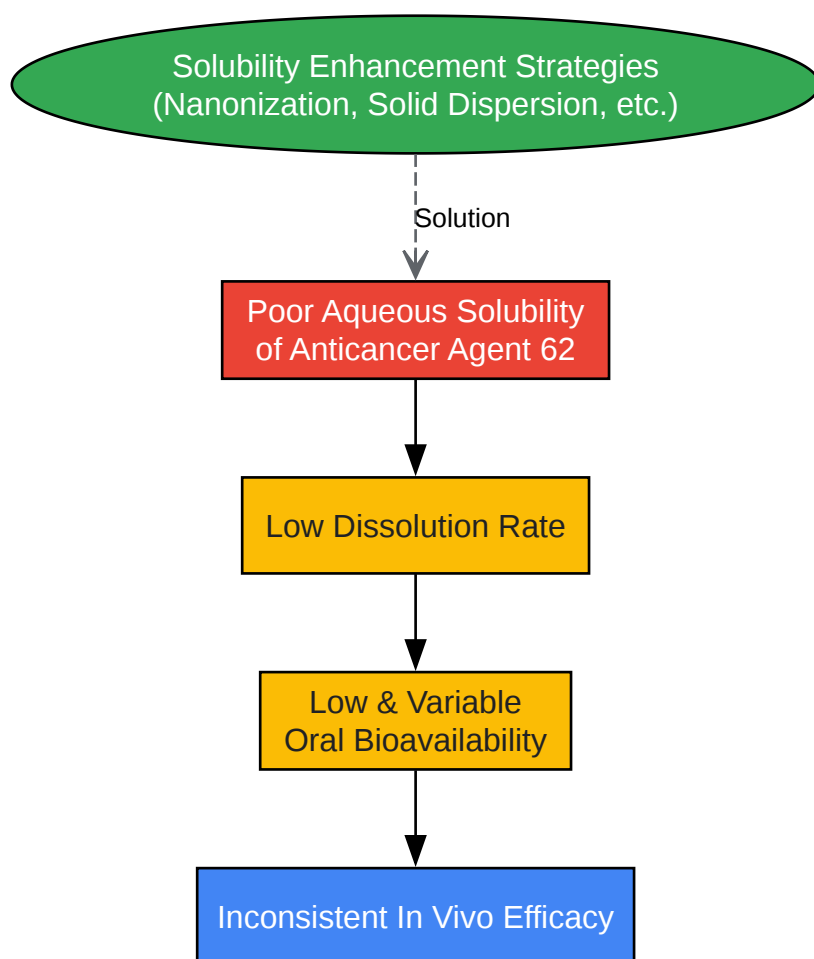 Solubility Enhancement Strategies
(Nanonization, Solid Dispersion, etc.)
Solution
Poor Aqueous Solubility
of Anticancer Agent 62
Low Dissolution Rate
Low & Variable
Oral Bioavailability
Inconsistent In Vivo Efficacy